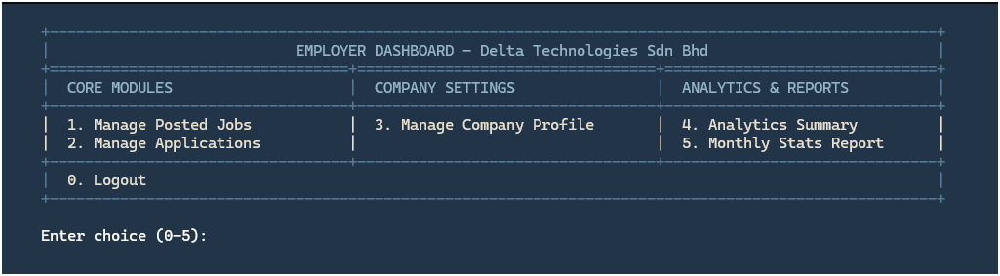 EMPLOYER DASHBOARD – Delta Technologies Sdn Bhd
CORE MODULES | COMPANY SETTINGS | ANALYTICS & REPORTS
1. Manage Posted Jobs | 3. Manage Company Profile | 4. Analytics Summary
2. Manage Applications | | 5. Monthly Stats Report
0. Logout
Enter choice (0–5):